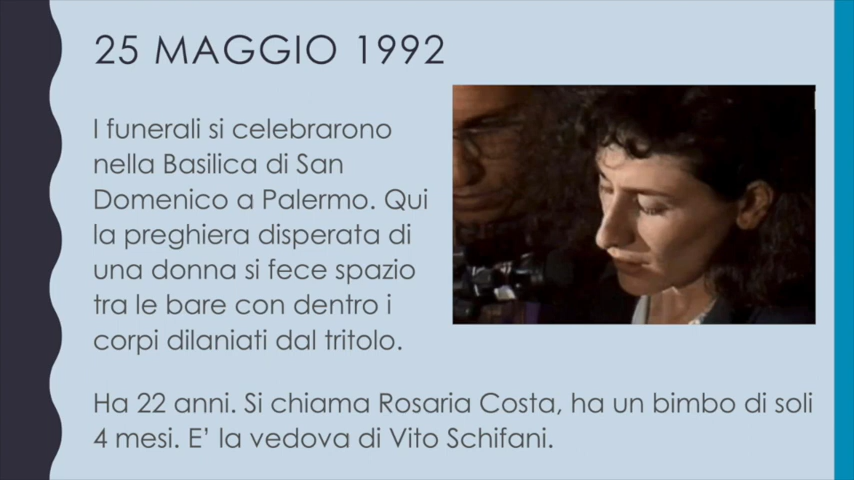 25 MAGGIO 1992
I funerali si celebrarono
nella Basilica di San
Domenico a Palermo. Qui
la preghiera disperata di
una donna si fece spazio
tra le bare con dentro i
corpi dilaniati dal tritolo.
Ha 22 anni. Si chiama Rosaria Costa, ha un bimbo di soli
4 mesi. E’ la vedova di Vito Schifani.